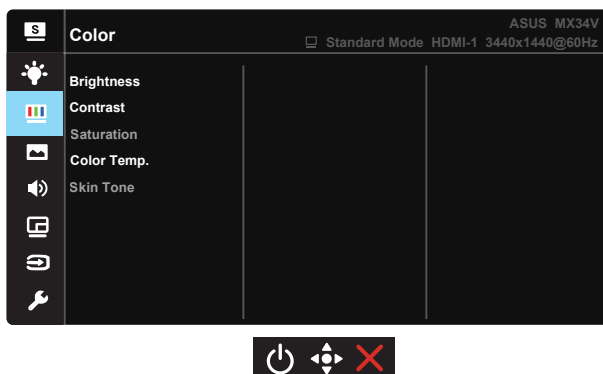 S
Color
ASUS MX34V
Standard Mode HDMI-1 3440x1440@60Hz
Brightness
Contrast
Saturation
Color Temp.
Skin Tone